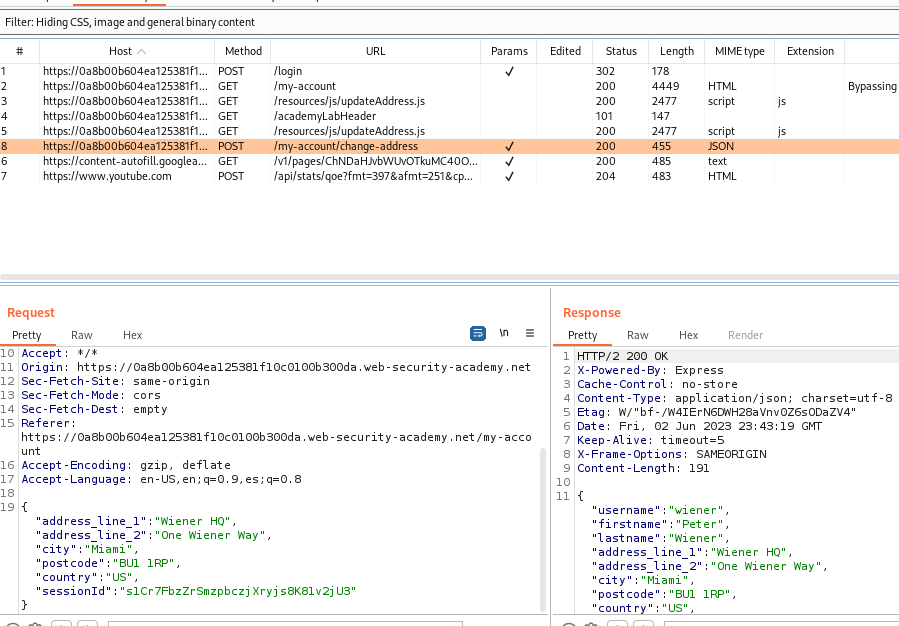 Filter: Hiding CSS, image and general binary content
# Host Method URL Params Edited Status Length MIME type Extension
1 https://0a8b00b604ea125381f1... POST /login ✓ 302 178
2 https://0a8b00b604ea125381f1... GET /my-account 200 4449 HTML Bypassing
3 https://0a8b00b604ea125381f1... GET /resources/js/updateAddress.js 200 2477 script js
4 https://0a8b00b604ea125381f1... GET /academyLabHeader 101 147
5 https://0a8b00b604ea125381f1... GET /resources/js/updateAddress.js 200 2477 script js
8 https://0a8b00b604ea125381f1... POST /my-account/change-address ✓ 200 455 JSON
6 https://content-autofill.googlea... GET /v1/pages/ChNDaHJvbWUvOTkuMC40O... ✓ 200 485 text
7 https://www.youtube.com POST /api/stats/qoe?fmt=397&afmt=251&cp... ✓ 204 483 HTML
Request
Pretty Raw Hex \n
10 Accept: */*
11 Origin: https://0a8b00b604ea125381f10c0100b300da.web-security-academy.net
12 Sec-Fetch-Site: same-origin
13 Sec-Fetch-Mode: cors
14 Sec-Fetch-Dest: empty
15 Referer:
https://0a8b00b604ea125381f10c0100b300da.web-security-academy.net/my-acco
unt
16 Accept-Encoding: gzip, deflate
17 Accept-Language: en-US,en;q=0.9,es;q=0.8
18
19 {
"address_line_1":"Wiener HQ",
"address_line_2":"One Wiener Way",
"city":"Miami",
"postcode":"BU1 1RP",
"country":"US",
"sessionId":"s1Cr7FbzZrSmzpbczjXryjs8K81v2jU3"
}
Response
Pretty Raw Hex Render
1 HTTP/2 200 OK
2 X-Powered-By: Express
3 Cache-Control: no-store
4 Content-Type: application/json; charset=utf-8
5 Etag: W/"bf-/W4IErN6DWH28aVnvOZ6sODaZV4"
6 Date: Fri, 02 Jun 2023 23:43:19 GMT
7 Keep-Alive: timeout=5
8 X-Frame-Options: SAMEORIGIN
9 Content-Length: 191
10
11 {
"username":"wiener",
"firstname":"Peter",
"lastname":"Wiener",
"address_line_1":"Wiener HQ",
"address_line_2":"One Wiener Way",
"city":"Miami",
"postcode":"BU1 1RP",
"country":"US",